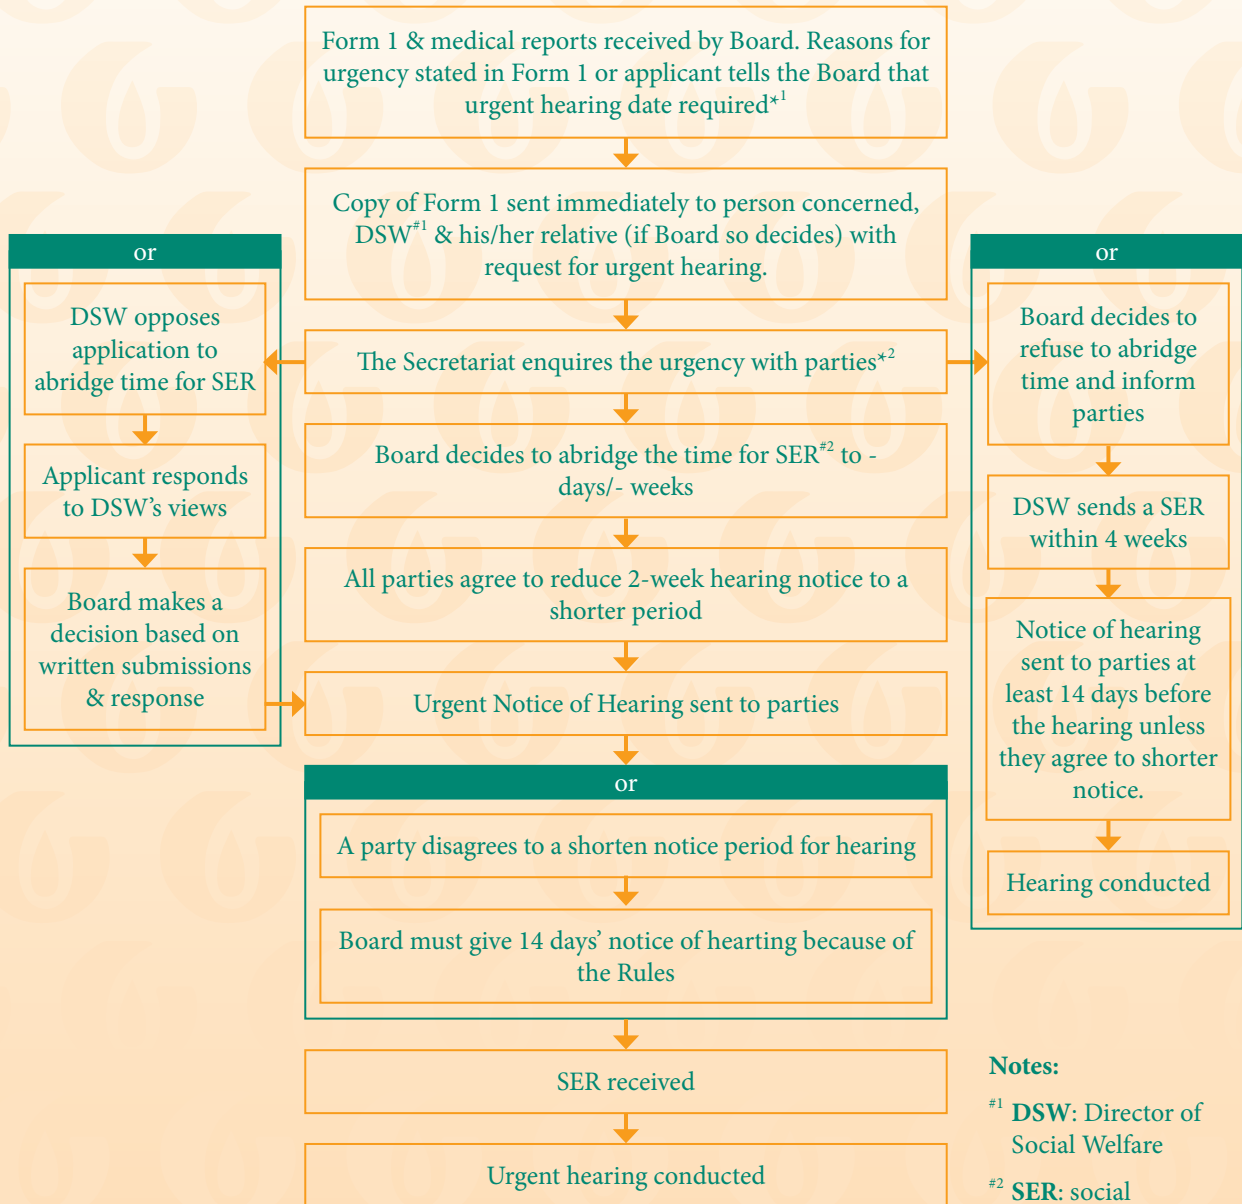 Form 1 & medical reports received by Board. Reasons for
urgency stated in Form 1 or applicant tells the Board that
urgent hearing date required*1
Copy of Form 1 sent immediately to person concerned,
DSW#1 & his/her relative (if Board so decides) with
request for urgent hearing.
or
DSW opposes
application to
abridge time for SER
Applicant responds
to DSW’s views
Board makes a
decision based on
written submissions
& response
The Secretariat enquires the urgency with parties*2
Board decides to abridge the time for SER#2 to -
days/- weeks
All parties agree to reduce 2-week hearing notice to a
shorter period
Urgent Notice of Hearing sent to parties
or
A party disagrees to a shorten notice period for hearing
Board must give 14 days’ notice of hearting because of
the Rules
SER received
Urgent hearing conducted
or
Board decides to
refuse to abridge
time and inform
parties
DSW sends a SER
within 4 weeks
Notice of hearing
sent to parties at
least 14 days before
the hearing unless
they agree to shorter
notice.
Hearing conducted
Notes:
#1 DSW: Director of
Social Welfare
#2 SER: social